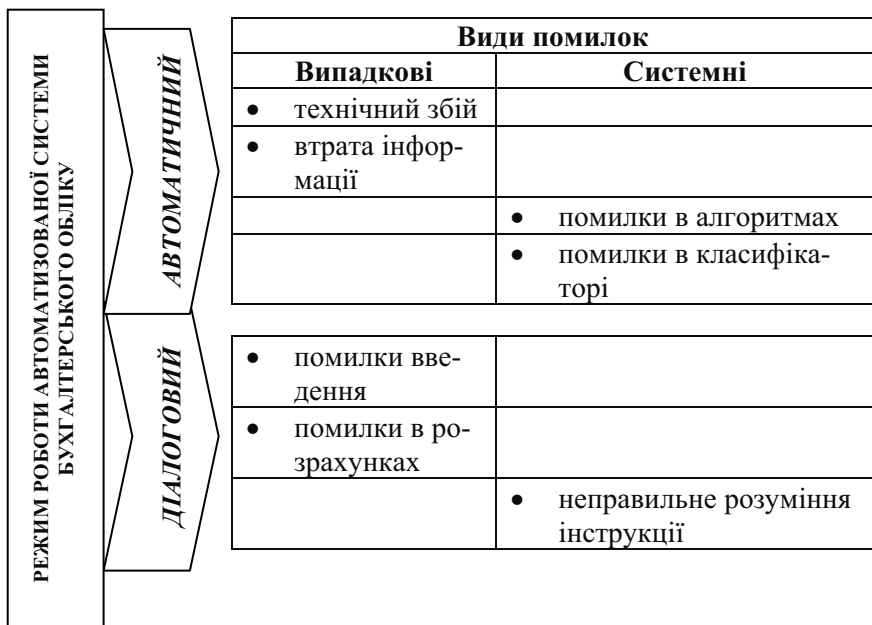 РЕЖИМ РОБОТИ АВТОМАТИЗОВАНОЇ СИСТЕМИ
БУХГАЛТЕРСЬКОГО ОБЛІКУ
АВТОМАТИЧНИЙ
Види помилок
Випадкові Системні
• технічний збій
• втрата інфор-
мації
• помилки в алгоритмах
• помилки в класифіка-
торі
ДІАЛОГОВИЙ
• помилки вве-
дення
• помилки в ро-
зрахунках
• неправильне розуміння
інструкції